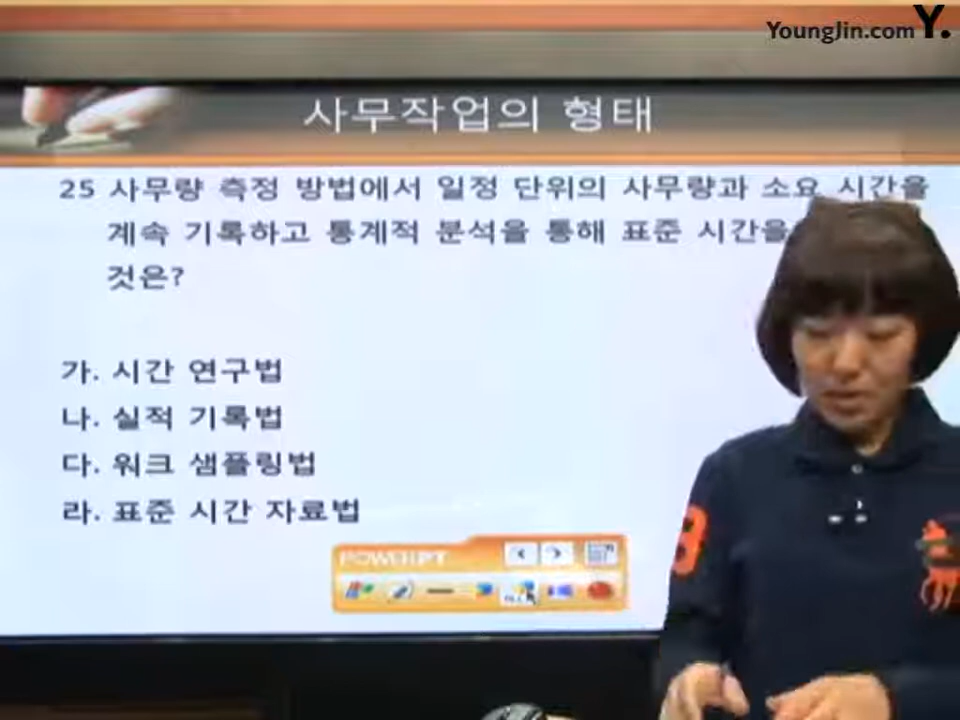 YoungJin.com Y.
사무작업의 형태
25 사무량 측정 방법에서 일정 단위의 사무량과 소요 시간을
계속 기록하고 통계적 분석을 통해 표준 시간을
것은?
가. 시간 연구법
나. 실적 기록법
다. 워크 샘플링법
라. 표준 시간 자료법
POWERPT